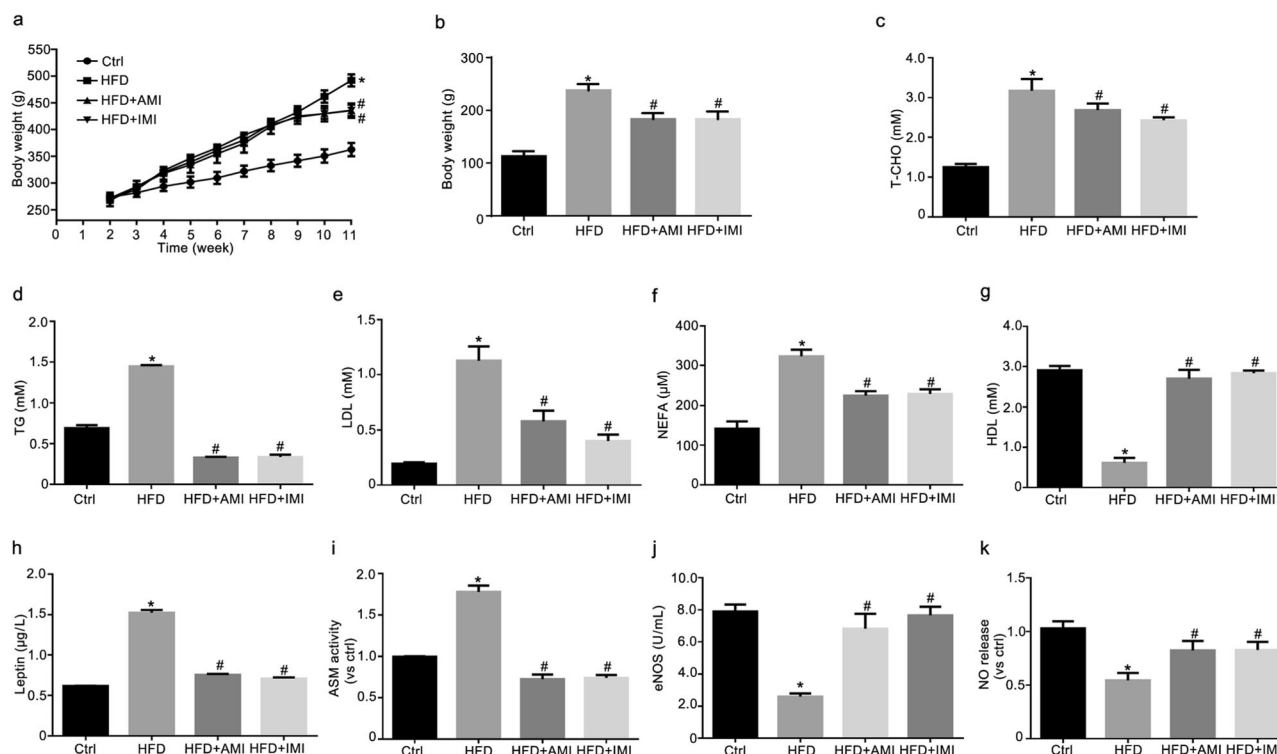 a
Body weight (g)
550
500
450
400
350
300
250
Ctrl
HFD
HFD+AMI
HFD+IMI
*
#
#
0 1 2 3 4 5 6 7 8 9 10 11
Time (week)
b
Body weight (g)
300
200
100
0
* # #
Ctrl HFD HFD+AMI HFD+IMI
c
T-CHO (mM)
4.0
3.0
2.0
1.0
0
* # #
Ctrl HFD HFD+AMI HFD+IMI
d
TG (mM)
2.0
1.5
1.0
0.5
0
* # #
Ctrl HFD HFD+AMI HFD+IMI
e
LDL (mM)
1.5
1.0
0.5
0
* # #
Ctrl HFD HFD+AMI HFD+IMI
f
NEFA (μM)
400
300
200
100
0
* # #
Ctrl HFD HFD+AMI HFD+IMI
g
HDL (mM)
4.0
3.0
2.0
1.0
0
* # #
Ctrl HFD HFD+AMI HFD+IMI
h
Leptin (μg/L)
2.0
1.5
1.0
0.5
0
* # #
Ctrl HFD HFD+AMI HFD+IMI
i
ASM activity
(vs ctrl)
2.0
1.5
1.0
0.5
0
* # #
Ctrl HFD HFD+AMI HFD+IMI
j
eNOS (U/mL)
8.0
6.0
4.0
2.0
0
* # #
Ctrl HFD HFD+AMI HFD+IMI
k
NO release
(vs ctrl)
1.5
1.0
0.5
0
* # #
Ctrl HFD HFD+AMI HFD+IMI